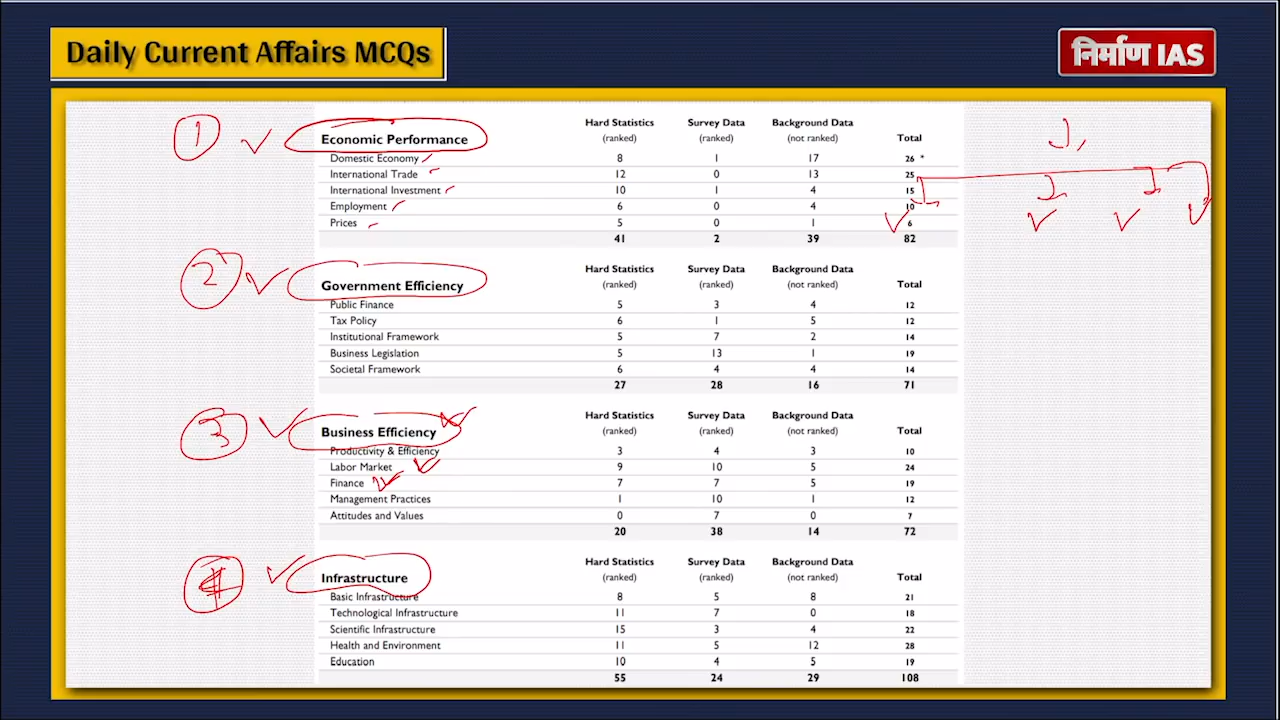 Daily Current Affairs MCQs
निर्माण IAS
1
Economic Performance Hard Statistics (ranked) Survey Data (ranked) Background Data (not ranked) Total
Domestic Economy 8 1 17 26 *
International Trade 12 0 13 25
International Investment 10 1 4 15
Employment 6 0 4 10
Prices 5 0 1 6
41 2 39 82
2
Government Efficiency Hard Statistics (ranked) Survey Data (ranked) Background Data (not ranked) Total
Public Finance 5 3 4 12
Tax Policy 6 1 5 12
Institutional Framework 5 7 2 14
Business Legislation 5 13 1 19
Societal Framework 6 4 4 14
27 28 16 71
3
Business Efficiency Hard Statistics (ranked) Survey Data (ranked) Background Data (not ranked) Total
Productivity & Efficiency 3 4 3 10
Labor Market 9 10 5 24
Finance 7 7 5 19
Management Practices 1 10 1 12
Attitudes and Values 0 7 0 7
20 38 14 72
4
Infrastructure Hard Statistics (ranked) Survey Data (ranked) Background Data (not ranked) Total
Basic Infrastructure 8 5 8 21
Technological Infrastructure 11 7 0 18
Scientific Infrastructure 15 3 4 22
Health and Environment 11 5 12 28
Education 10 4 5 19
55 24 29 108